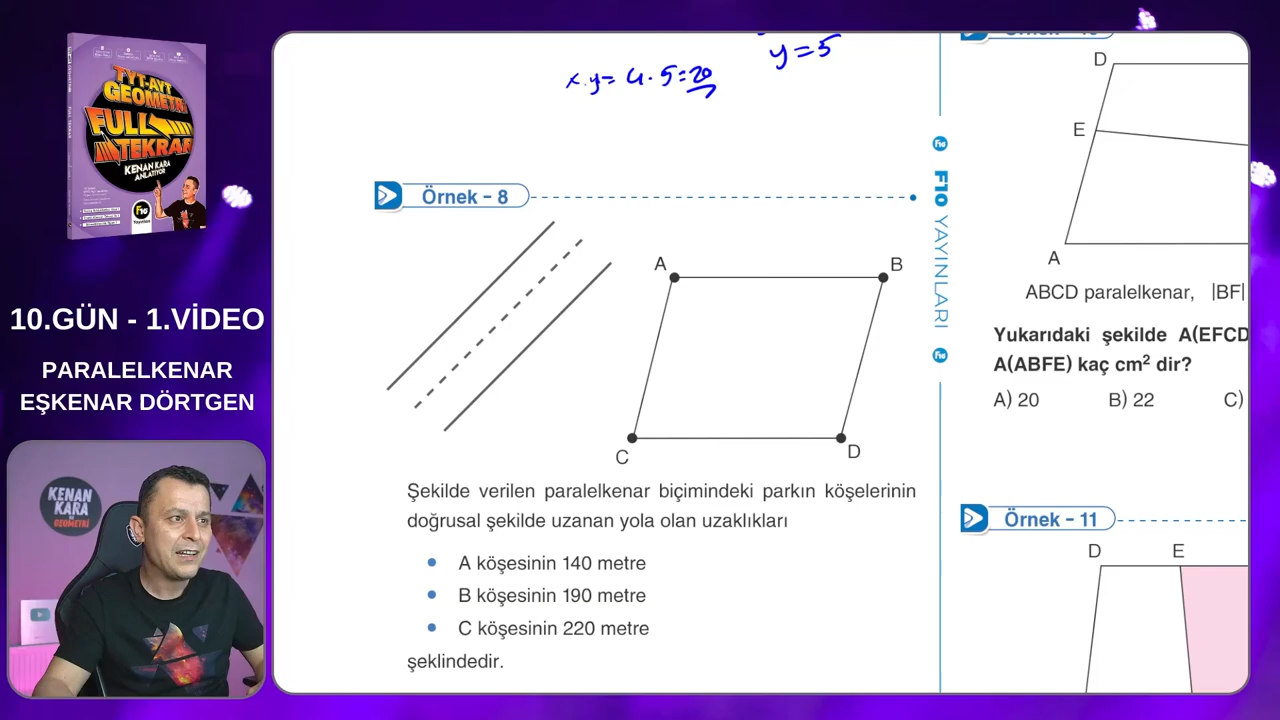 TYT-AYT
GEOMETRİ
FULL
TEKRAR
KENAN KARA
ANLATIYOR
F10
Yayınları
10.GÜN - 1.VİDEO
PARALELKENAR
EŞKENAR DÖRTGEN
KENAN
KARA
GEOMETRİ
x.y= 4.5=20
y=5
Örnek - 8
A
B
C
D
Şekilde verilen paralelkenar biçimindeki parkın köşelerinin
doğrusal şekilde uzanan yola olan uzaklıkları
• A köşesinin 140 metre
• B köşesinin 190 metre
• C köşesinin 220 metre
şeklindedir.
F10 YAYINLARI
D
E
A
ABCD paralelkenar, |BF|
Yukarıdaki şekilde A(EFCD
A(ABFE) kaç cm² dir?
A) 20 B) 22 C)
Örnek - 11
D E